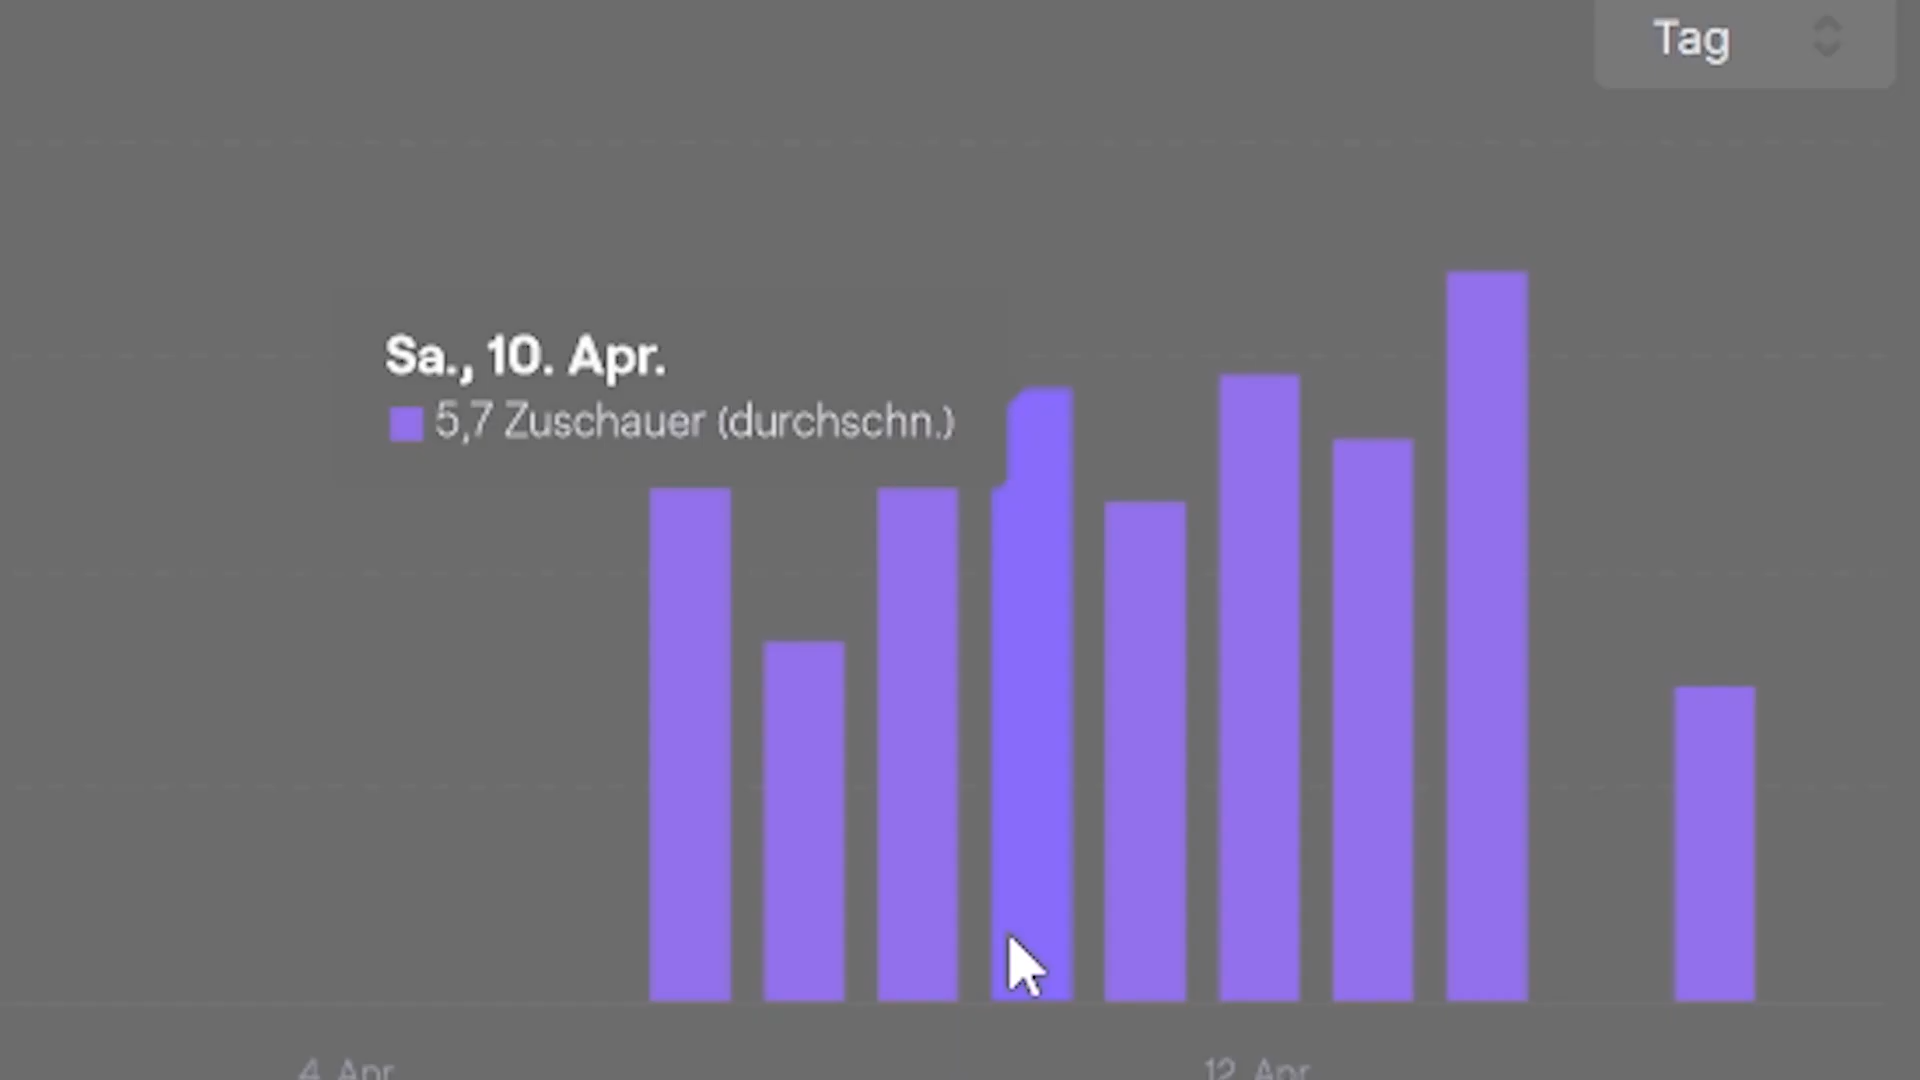 Tag
Sa., 10. Apr.
5,7 Zuschauer (durchschn.)
4. Apr.
12. Apr.